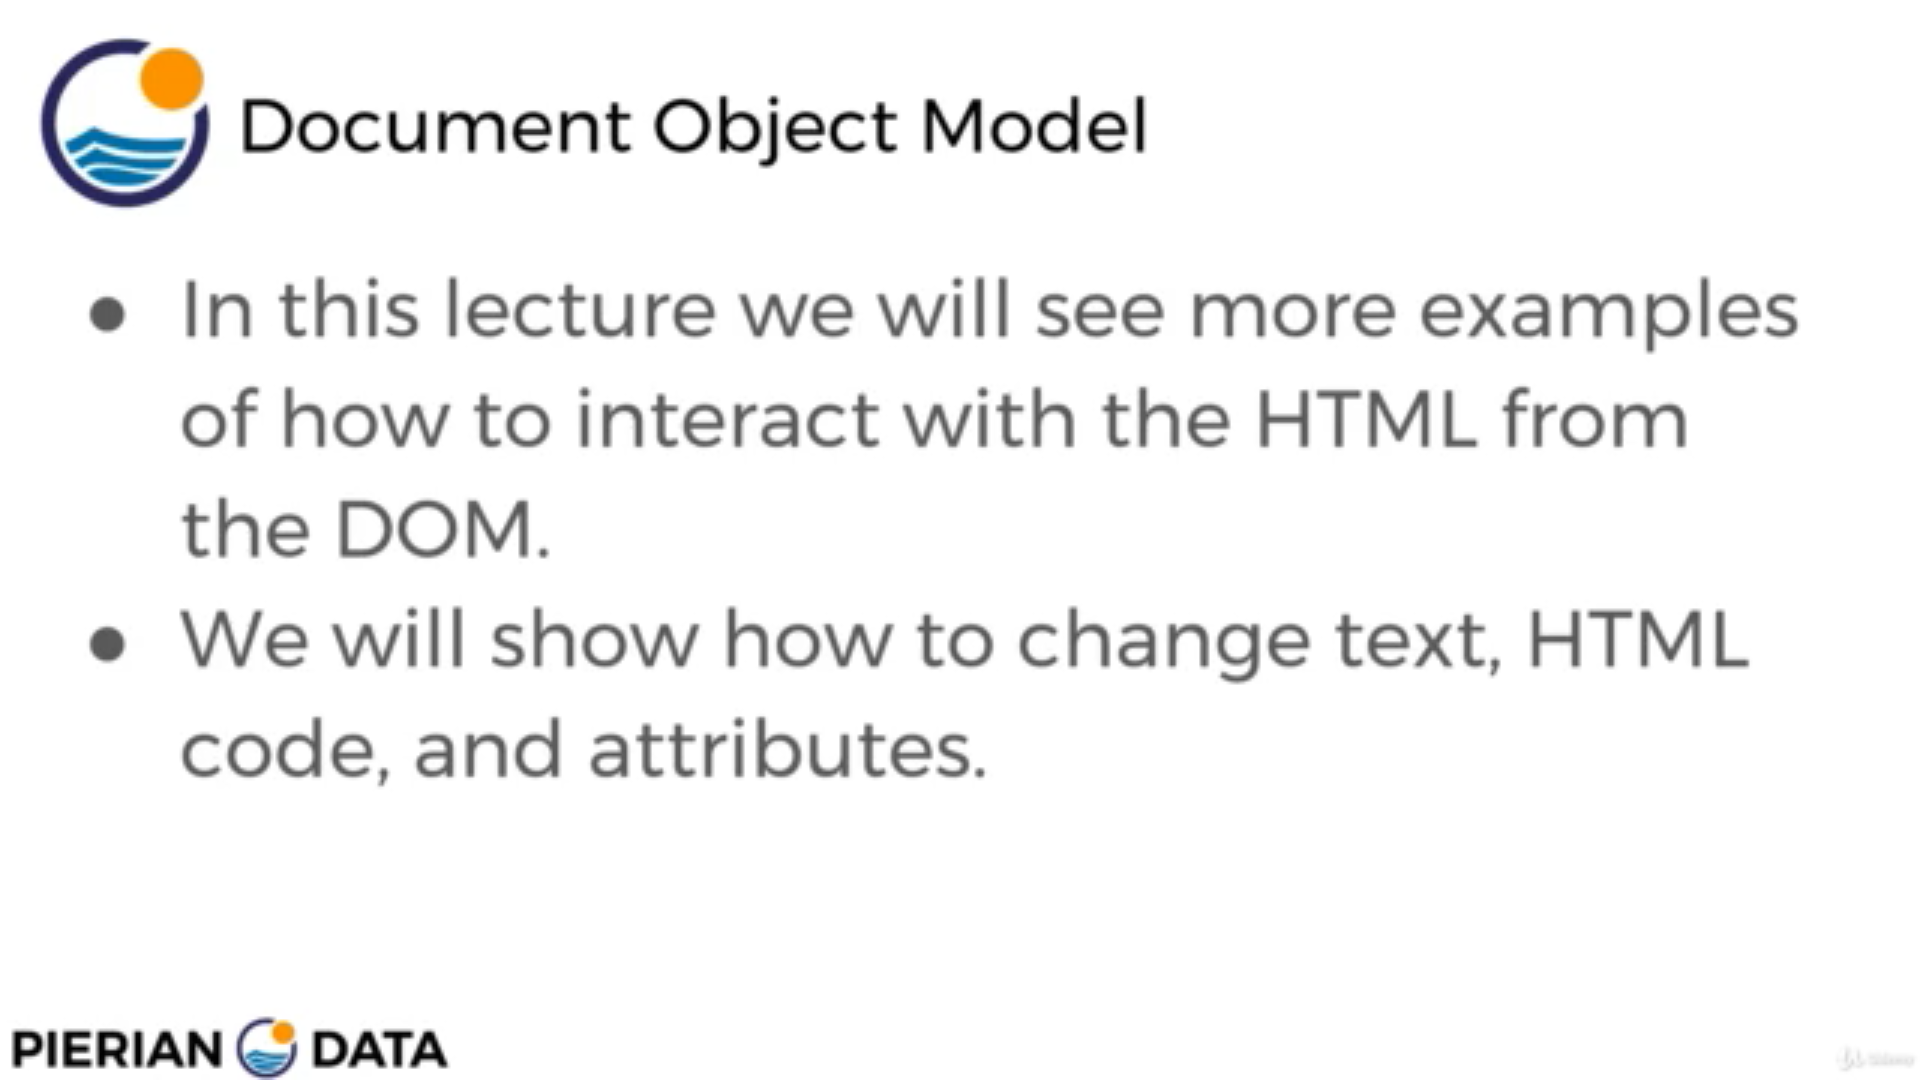 Document Object Model
● In this lecture we will see more examples
of how to interact with the HTML from
the DOM.
● We will show how to change text, HTML
code, and attributes.
PIERIAN DATA
Udemy